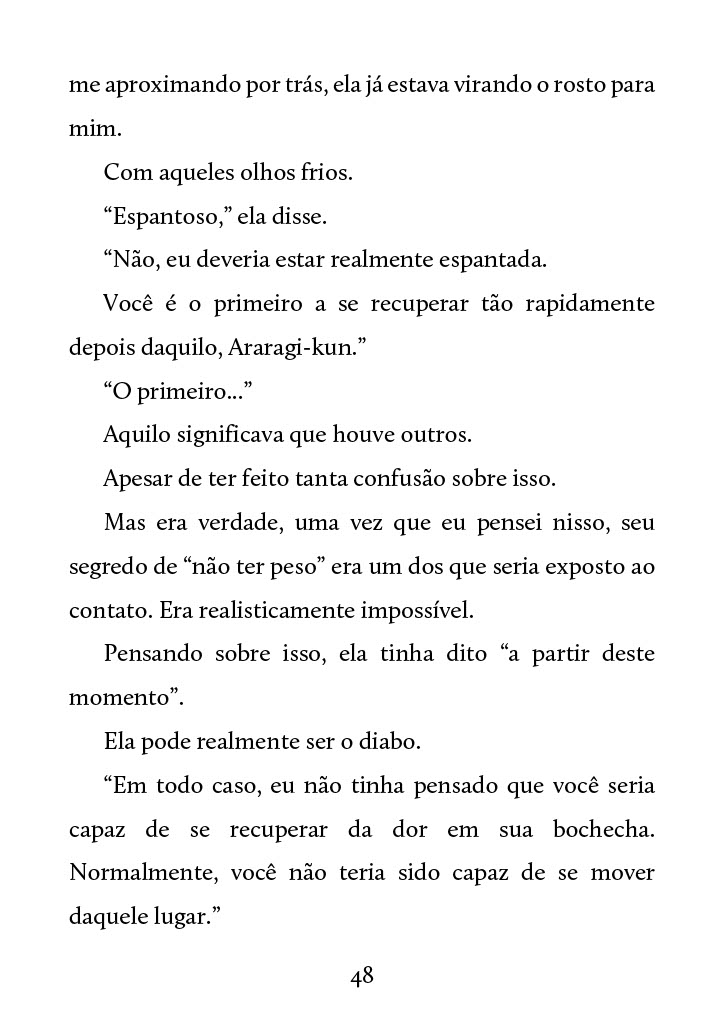 me aproximando por trás, ela já estava virando o rosto para
mim.
Com aqueles olhos frios.
“Espantoso,” ela disse.
“Não, eu deveria estar realmente espantada.
Você é o primeiro a se recuperar tão rapidamente
depois daquilo, Araragi-kun.”
“O primeiro...”
Aquilo significava que houve outros.
Apesar de ter feito tanta confusão sobre isso.
Mas era verdade, uma vez que eu pensei nisso, seu
segredo de “não ter peso” era um dos que seria exposto ao
contato. Era realisticamente impossível.
Pensando sobre isso, ela tinha dito “a partir deste
momento”.
Ela pode realmente ser o diabo.
“Em todo caso, eu não tinha pensado que você seria
capaz de se recuperar da dor em sua bochecha.
Normalmente, você não teria sido capaz de se mover
daquele lugar.”
48